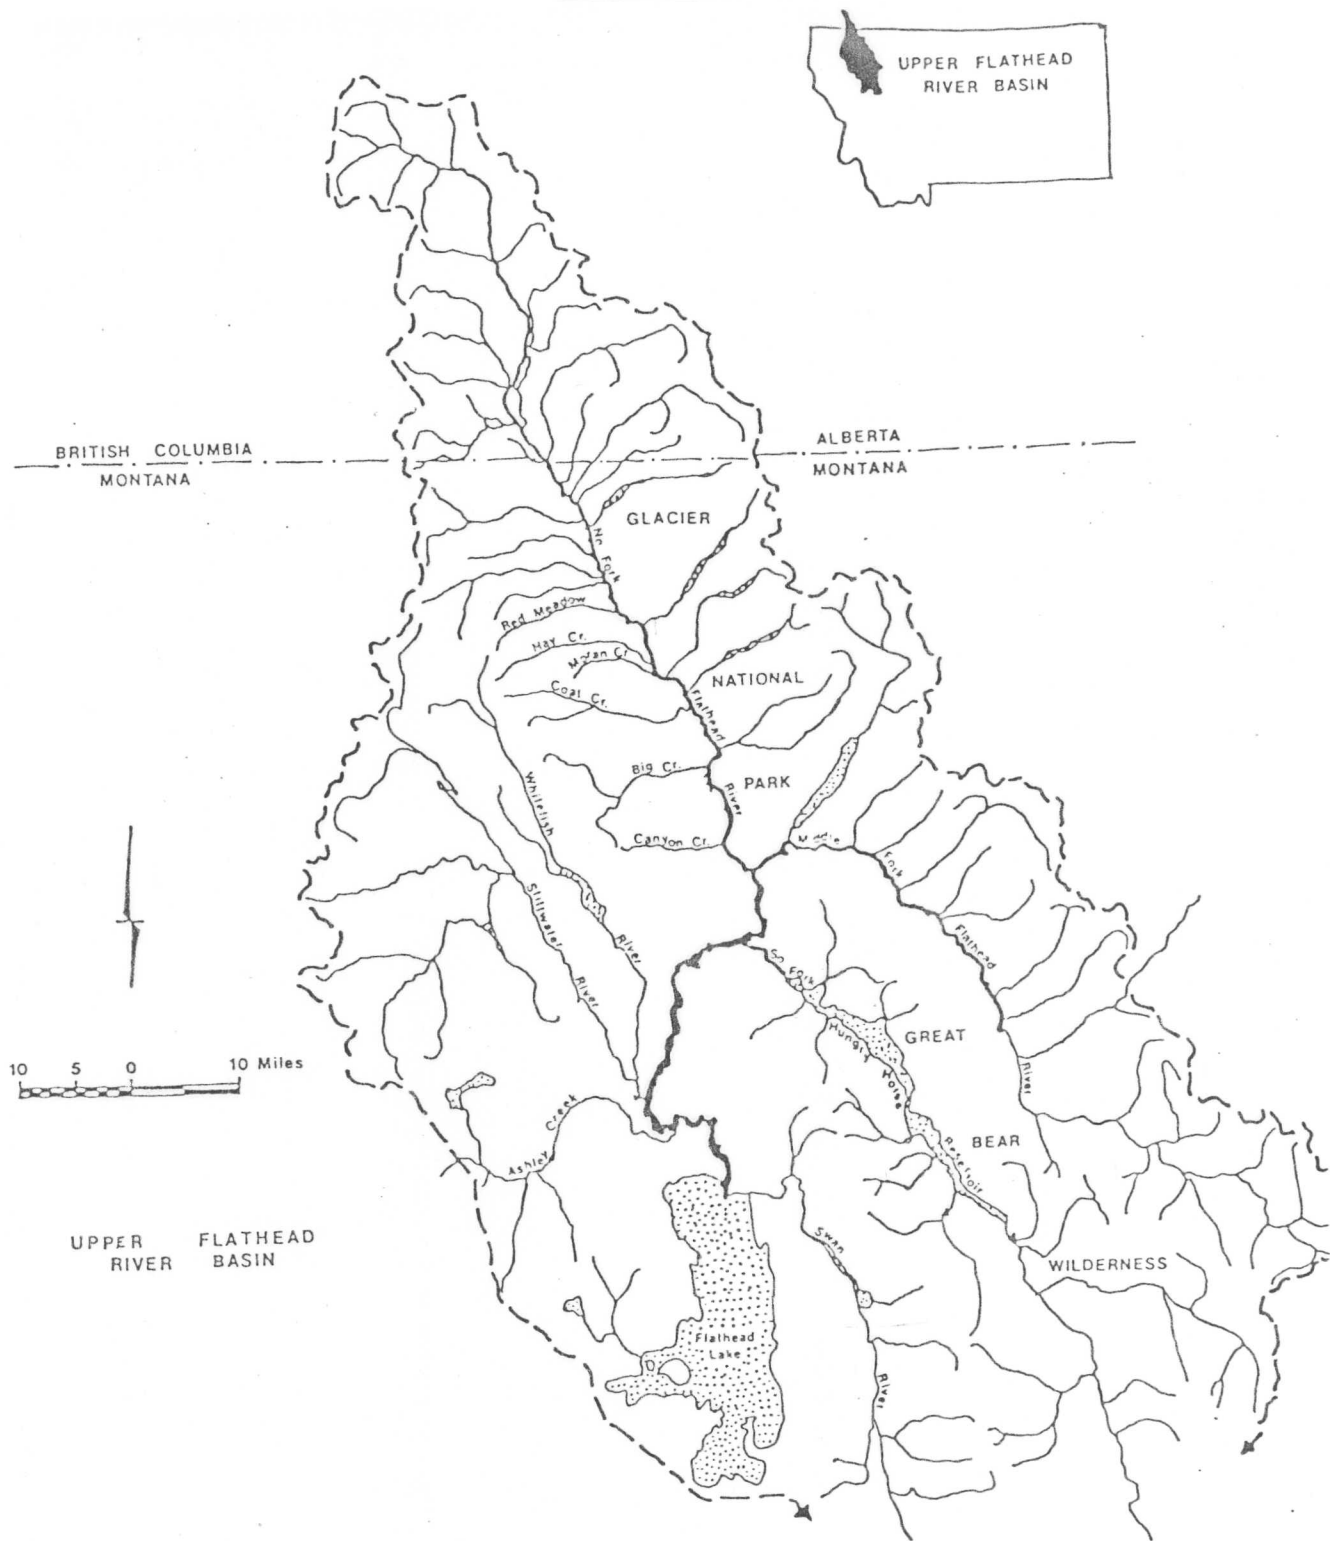 UPPER FLATHEAD
RIVER BASIN
BRITISH COLUMBIA
MONTANA
ALBERTA
MONTANA
GLACIER
No. Fork
Red Meadow
Hay Cr.
Moran Cr.
Coal Cr.
NATIONAL
Flathead
Big Cr.
PARK
River
Whitefish
Canyon Cr.
Middle
Fork
Stillwater
River
Flathead
So. Fork
River
GREAT
Hungry
Horse
River
10 5 0 10 Miles
Creek
Ashley
BEAR
Reservoir
UPPER FLATHEAD
RIVER BASIN
Swan
WILDERNESS
Flathead
Lake
River